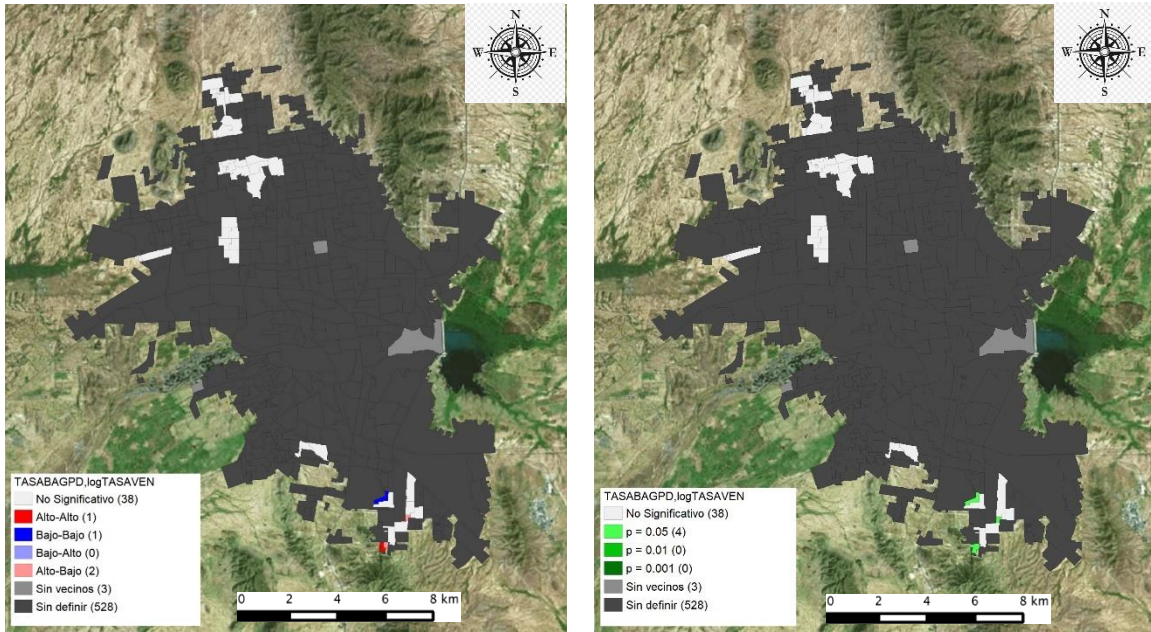 N
W E
S
TASABAGPD,logTASAVEN
No Significativo (38)
Alto-Alto (1)
Bajo-Bajo (1)
Bajo-Alto (0)
Alto-Bajo (2)
Sin vecinos (3)
Sin definir (528)
0 2 4 6 8 km
N
W E
S
TASABAGPD,logTASAVEN
No Significativo (38)
p = 0.05 (4)
p = 0.01 (0)
p = 0.001 (0)
Sin vecinos (3)
Sin definir (528)
0 2 4 6 8 km